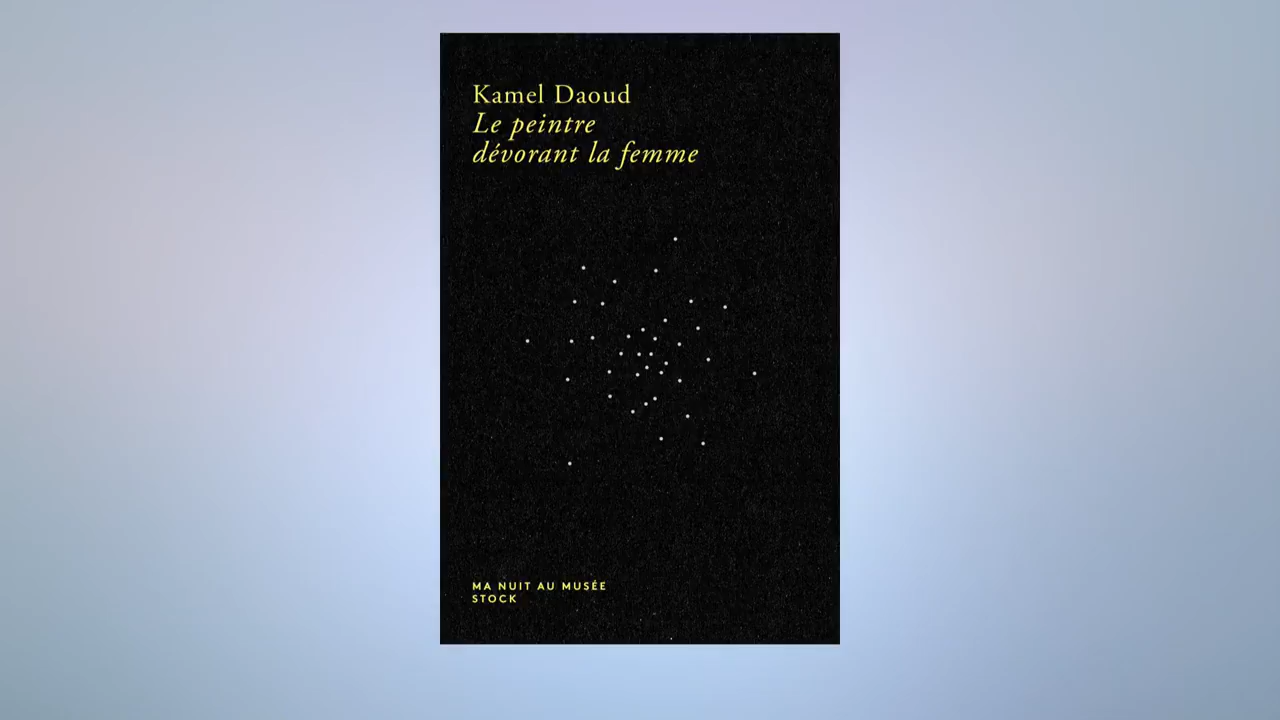 Kamel Daoud
Le peintre
dévorant la femme
MA NUIT AU MUSÉE
STOCK